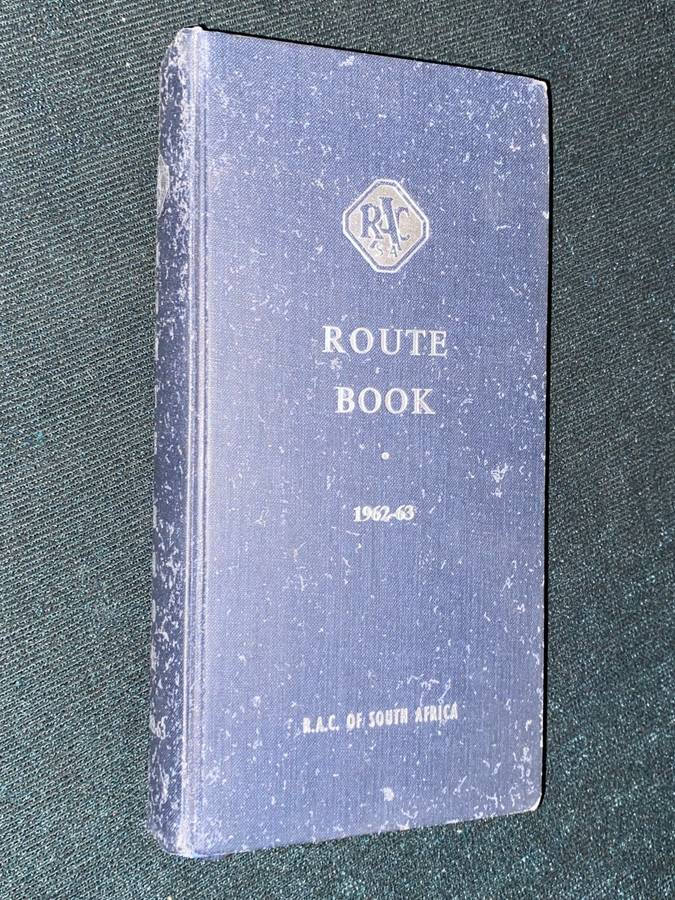 RAC
SA
ROUTE
BOOK
1962-63
R.A.C. OF SOUTH AFRICA